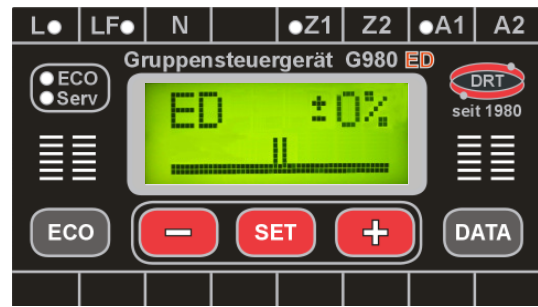 L LF N Z1 Z2 A1 A2
Gruppensteuergerät G980 ED
ECO
Serv
ED ±0%
DRT
seit 1980
ECO − SET + DATA